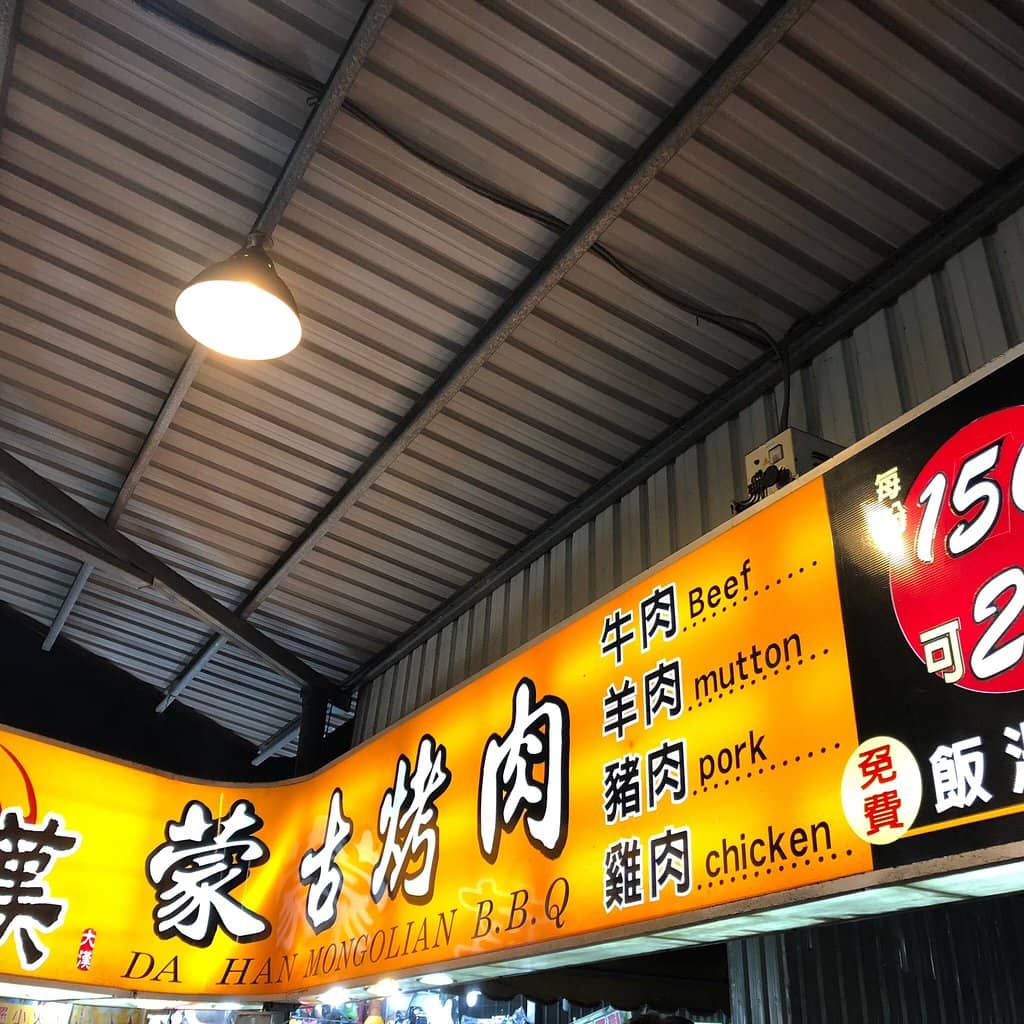 漢蒙古烤肉
大漢
DA HAN MONGOLIAN B.B.Q
牛肉 Beef
羊肉 mutton
豬肉 pork
雞肉 chicken
每
150
可2
免費
飯